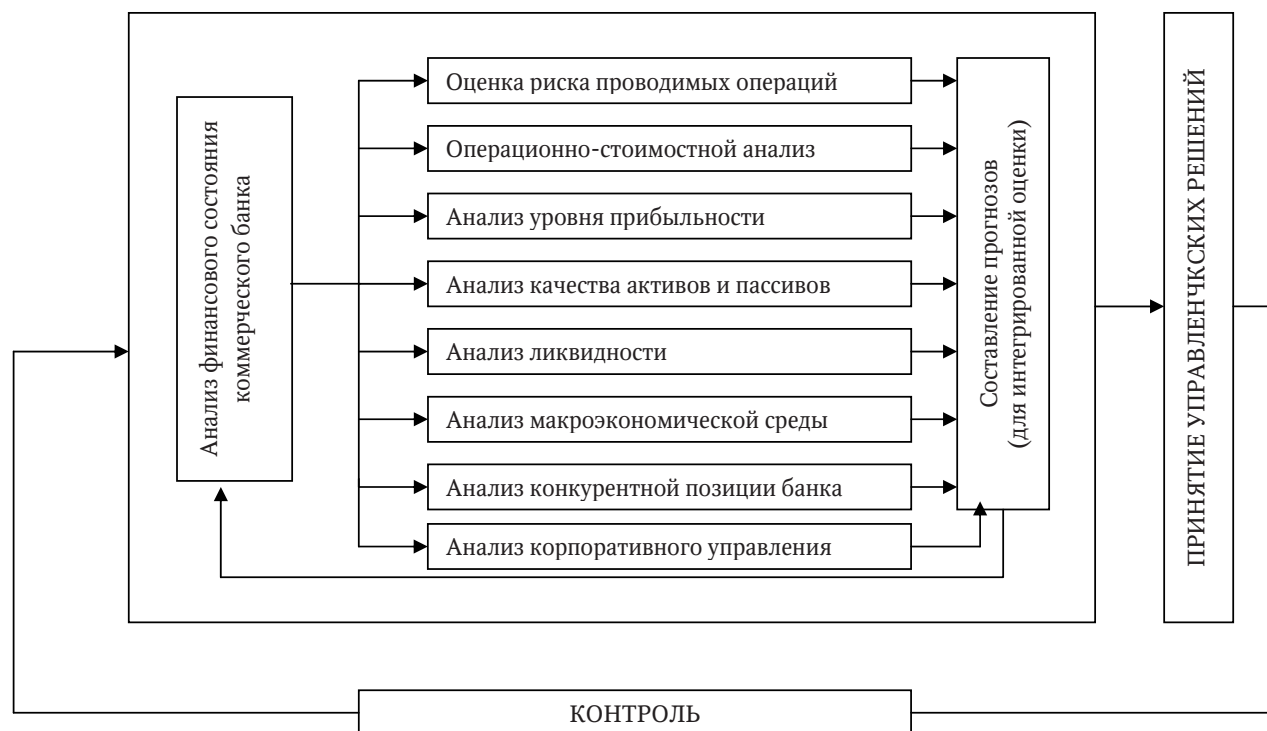 Анализ финансового состояния
коммерческого банка
Оценка риска проводимых операций
Операционно-стоимостной анализ
Анализ уровня прибыльности
Анализ качества активов и пассивов
Анализ ликвидности
Анализ макроэкономической среды
Анализ конкурентной позиции банка
Анализ корпоративного управления
Составление прогнозов
(для интегрированной оценки)
ПРИНЯТИЕ УПРАВЛЕНЧКСКИХ РЕШЕНИЙ
КОНТРОЛЬ